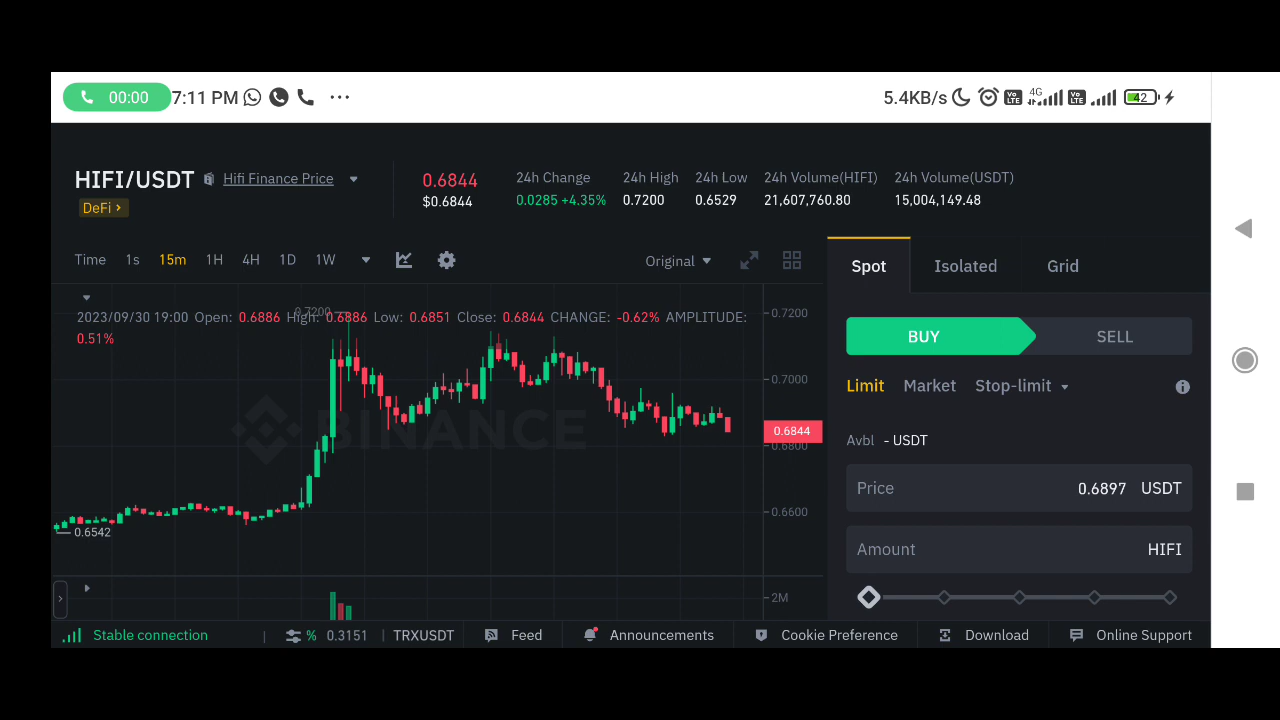 00:00 7:11 PM ··· 5.4KB/s Vo LTE 4G Vo LTE 42
HIFI/USDT Hifi Finance Price
DeFi
0.6844
$0.6844
24h Change 24h High 24h Low 24h Volume(HIFI) 24h Volume(USDT)
0.0285 +4.35% 0.7200 0.6529 21,607,760.80 15,004,149.48
Time 1s 15m 1H 4H 1D 1W Original
0.7200
2023/09/30 19:00 Open: 0.6886 High: 0.6886 Low: 0.6851 Close: 0.6844 CHANGE: -0.62% AMPLITUDE:
0.51%
0.7200
0.7000
0.6844
0.6800
0.6600
0.6542
BINANCE
2M
Spot Isolated Grid
BUY SELL
Limit Market Stop-limit
Avbl - USDT
Price 0.6897 USDT
Amount HIFI
Stable connection % 0.3151 TRXUSDT Feed Announcements Cookie Preference Download Online Support